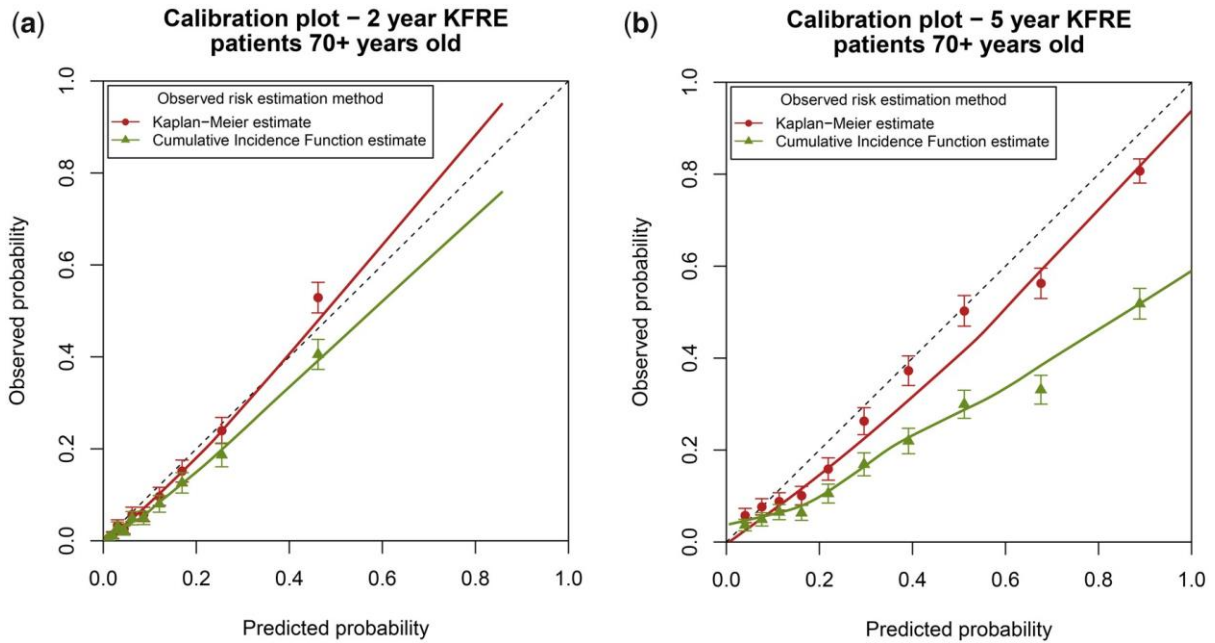 (a)
Calibration plot – 2 year KFRE
patients 70+ years old
Observed risk estimation method
Kaplan−Meier estimate
Cumulative Incidence Function estimate
Observed probability
1.0
0.8
0.6
0.4
0.2
0.0
0.0 0.2 0.4 0.6 0.8 1.0
Predicted probability
(b)
Calibration plot – 5 year KFRE
patients 70+ years old
Observed risk estimation method
Kaplan−Meier estimate
Cumulative Incidence Function estimate
Observed probability
1.0
0.8
0.6
0.4
0.2
0.0
0.0 0.2 0.4 0.6 0.8 1.0
Predicted probability